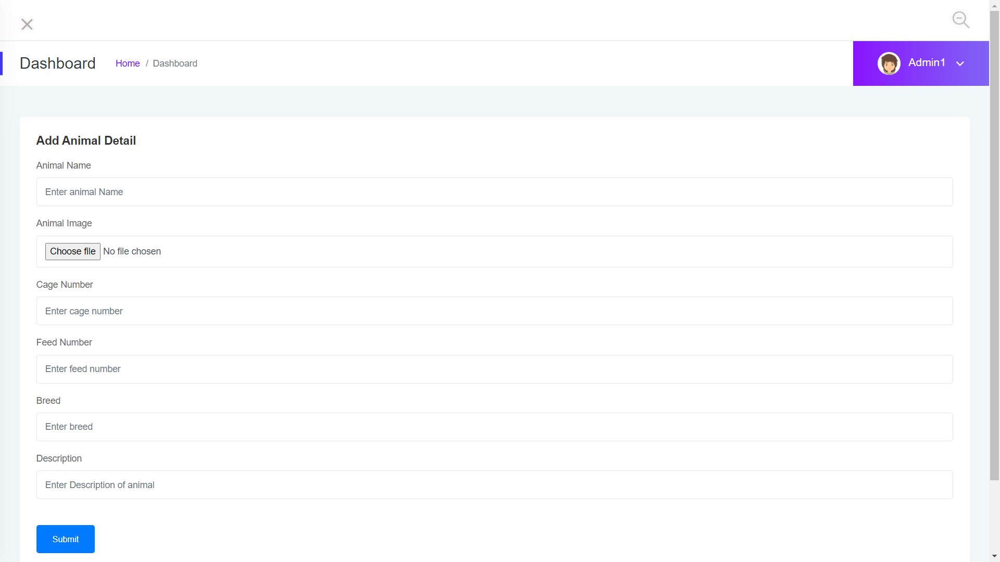 Dashboard
Home / Dashboard
Admin1
Add Animal Detail
Animal Name
Enter animal Name
Animal Image
Choose file No file chosen
Cage Number
Enter cage number
Feed Number
Enter feed number
Breed
Enter breed
Description
Enter Description of animal
Submit